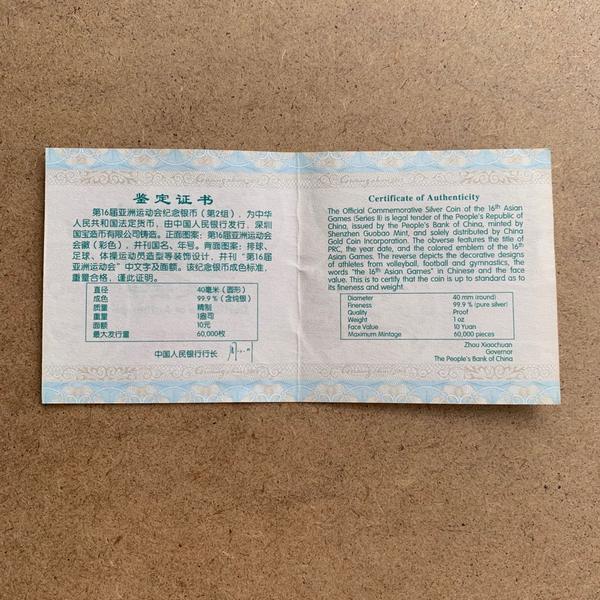 鉴定证书
第16届亚洲运动会纪念银币（第2组），为中华
人民共和国法定货币，由中国人民银行发行，深圳
国宝造币有限公司铸造。正面图案：第16届亚洲运动会
会徽（彩色），并刊国名、年号。背面图案：排球、
足球、体操运动员造型等装饰设计，并刊“第16届
亚洲运动会”中文字及面额。该纪念银币成色标准，
重量合格，谨此证明。
直径 40毫米（圆形）
成色 99.9％（含纯银）
质量 精制
重量 1盎司
面额 10元
最大发行量 60,000枚
中国人民银行行长
Certificate of Authenticity
The Official Commemorative Silver Coin of the 16th Asian
Games (Series II) is legal tender of the People's Republic of
China, issued by the People's Bank of China, minted by
Shenzhen Guobao Mint, and solely distributed by China
Gold Coin Incorporation. The obverse features the title of
PRC, the year date, and the colored emblem of the 16th
Asian Games. The reverse depicts the decorative designs
of athletes from volleyball, football and gymnastics, the
words "the 16th Asian Games" in Chinese and the face
value. This is to certify that the coin is up to standard as to
its fineness and weight.
Diameter 40 mm (round)
Fineness 99.9 % (pure silver)
Quality Proof
Weight 1 oz
Face Value 10 Yuan
Maximum Mintage 60,000 pieces
Zhou Xiaochuan
Governor
The People's Bank of China